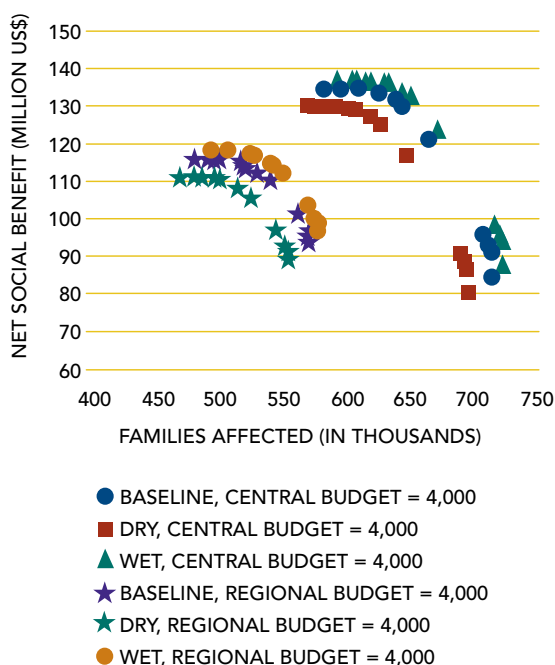 NET SOCIAL BENEFIT (MILLION US$)
150
140
130
120
110
100
90
80
70
60
400 450 500 550 600 650 700 750
FAMILIES AFFECTED (IN THOUSANDS)
BASELINE, CENTRAL BUDGET = 4,000
DRY, CENTRAL BUDGET = 4,000
WET, CENTRAL BUDGET = 4,000
BASELINE, REGIONAL BUDGET = 4,000
DRY, REGIONAL BUDGET = 4,000
WET, REGIONAL BUDGET = 4,000